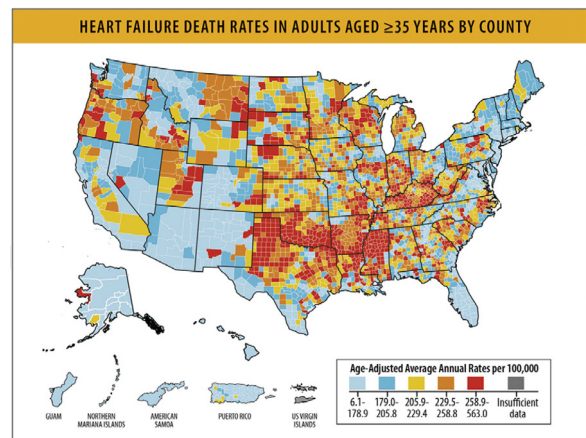 HEART FAILURE DEATH RATES IN ADULTS AGED ≥35 YEARS BY COUNTY
GUAM
NORTHERN
MARIANA ISLANDS
AMERICAN
SAMOA
PUERTO RICO
US VIRGIN
ISLANDS
Age-Adjusted Average Annual Rates per 100,000
6.1- 179.0- 205.9- 229.5- 258.9- Insufficient
178.9 205.8 229.4 258.8 563.0 data